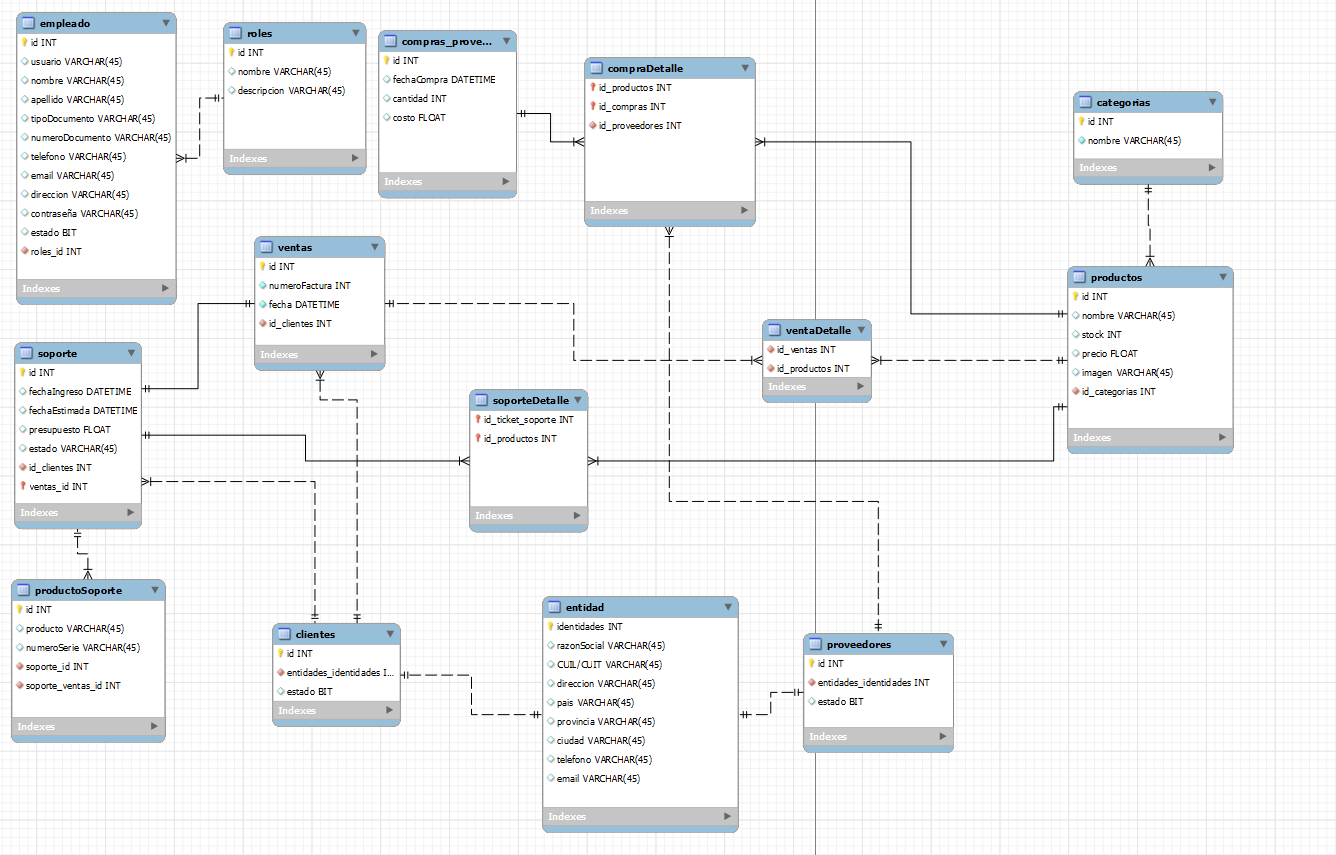 empleado
id INT
usuario VARCHAR(45)
nombre VARCHAR(45)
apellido VARCHAR(45)
tipoDocumento VARCHAR(45)
numeroDocumento VARCHAR(45)
telefono VARCHAR(45)
email VARCHAR(45)
direccion VARCHAR(45)
contraseña VARCHAR(45)
estado BIT
roles_id INT
Indexes
roles
id INT
nombre VARCHAR(45)
descripcion VARCHAR(45)
Indexes
compras_prove...
id INT
fechaCompra DATETIME
cantidad INT
costo FLOAT
Indexes
compraDetalle
id_productos INT
id_compras INT
id_proveedores INT
Indexes
categorias
id INT
nombre VARCHAR(45)
Indexes
ventas
id INT
numeroFactura INT
fecha DATETIME
id_clientes INT
Indexes
productos
id INT
nombre VARCHAR(45)
stock INT
precio FLOAT
imagen VARCHAR(45)
id_categorias INT
Indexes
ventaDetalle
id_ventas INT
id_productos INT
Indexes
soporte
id INT
fechaIngreso DATETIME
fechaEstimada DATETIME
presupuesto FLOAT
estado VARCHAR(45)
id_clientes INT
ventas_id INT
Indexes
soporteDetalle
id_ticket_soporte INT
id_productos INT
Indexes
productoSoporte
id INT
producto VARCHAR(45)
numeroSerie VARCHAR(45)
soporte_id INT
soporte_ventas_id INT
Indexes
clientes
id INT
entidades_identidades I...
estado BIT
Indexes
entidad
identidades INT
razonSocial VARCHAR(45)
CUIL/CUIT VARCHAR(45)
direccion VARCHAR(45)
pais VARCHAR(45)
provincia VARCHAR(45)
ciudad VARCHAR(45)
telefono VARCHAR(45)
email VARCHAR(45)
Indexes
proveedores
id INT
entidades_identidades INT
estado BIT
Indexes